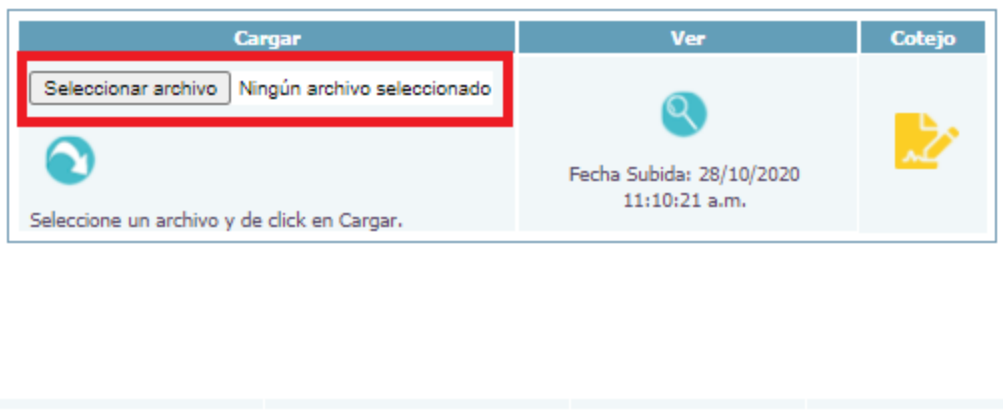 Cargar Ver Cotejo
Seleccionar archivo Ningún archivo seleccionado
Fecha Subida: 28/10/2020
11:10:21 a.m.
Seleccione un archivo y de click en Cargar.